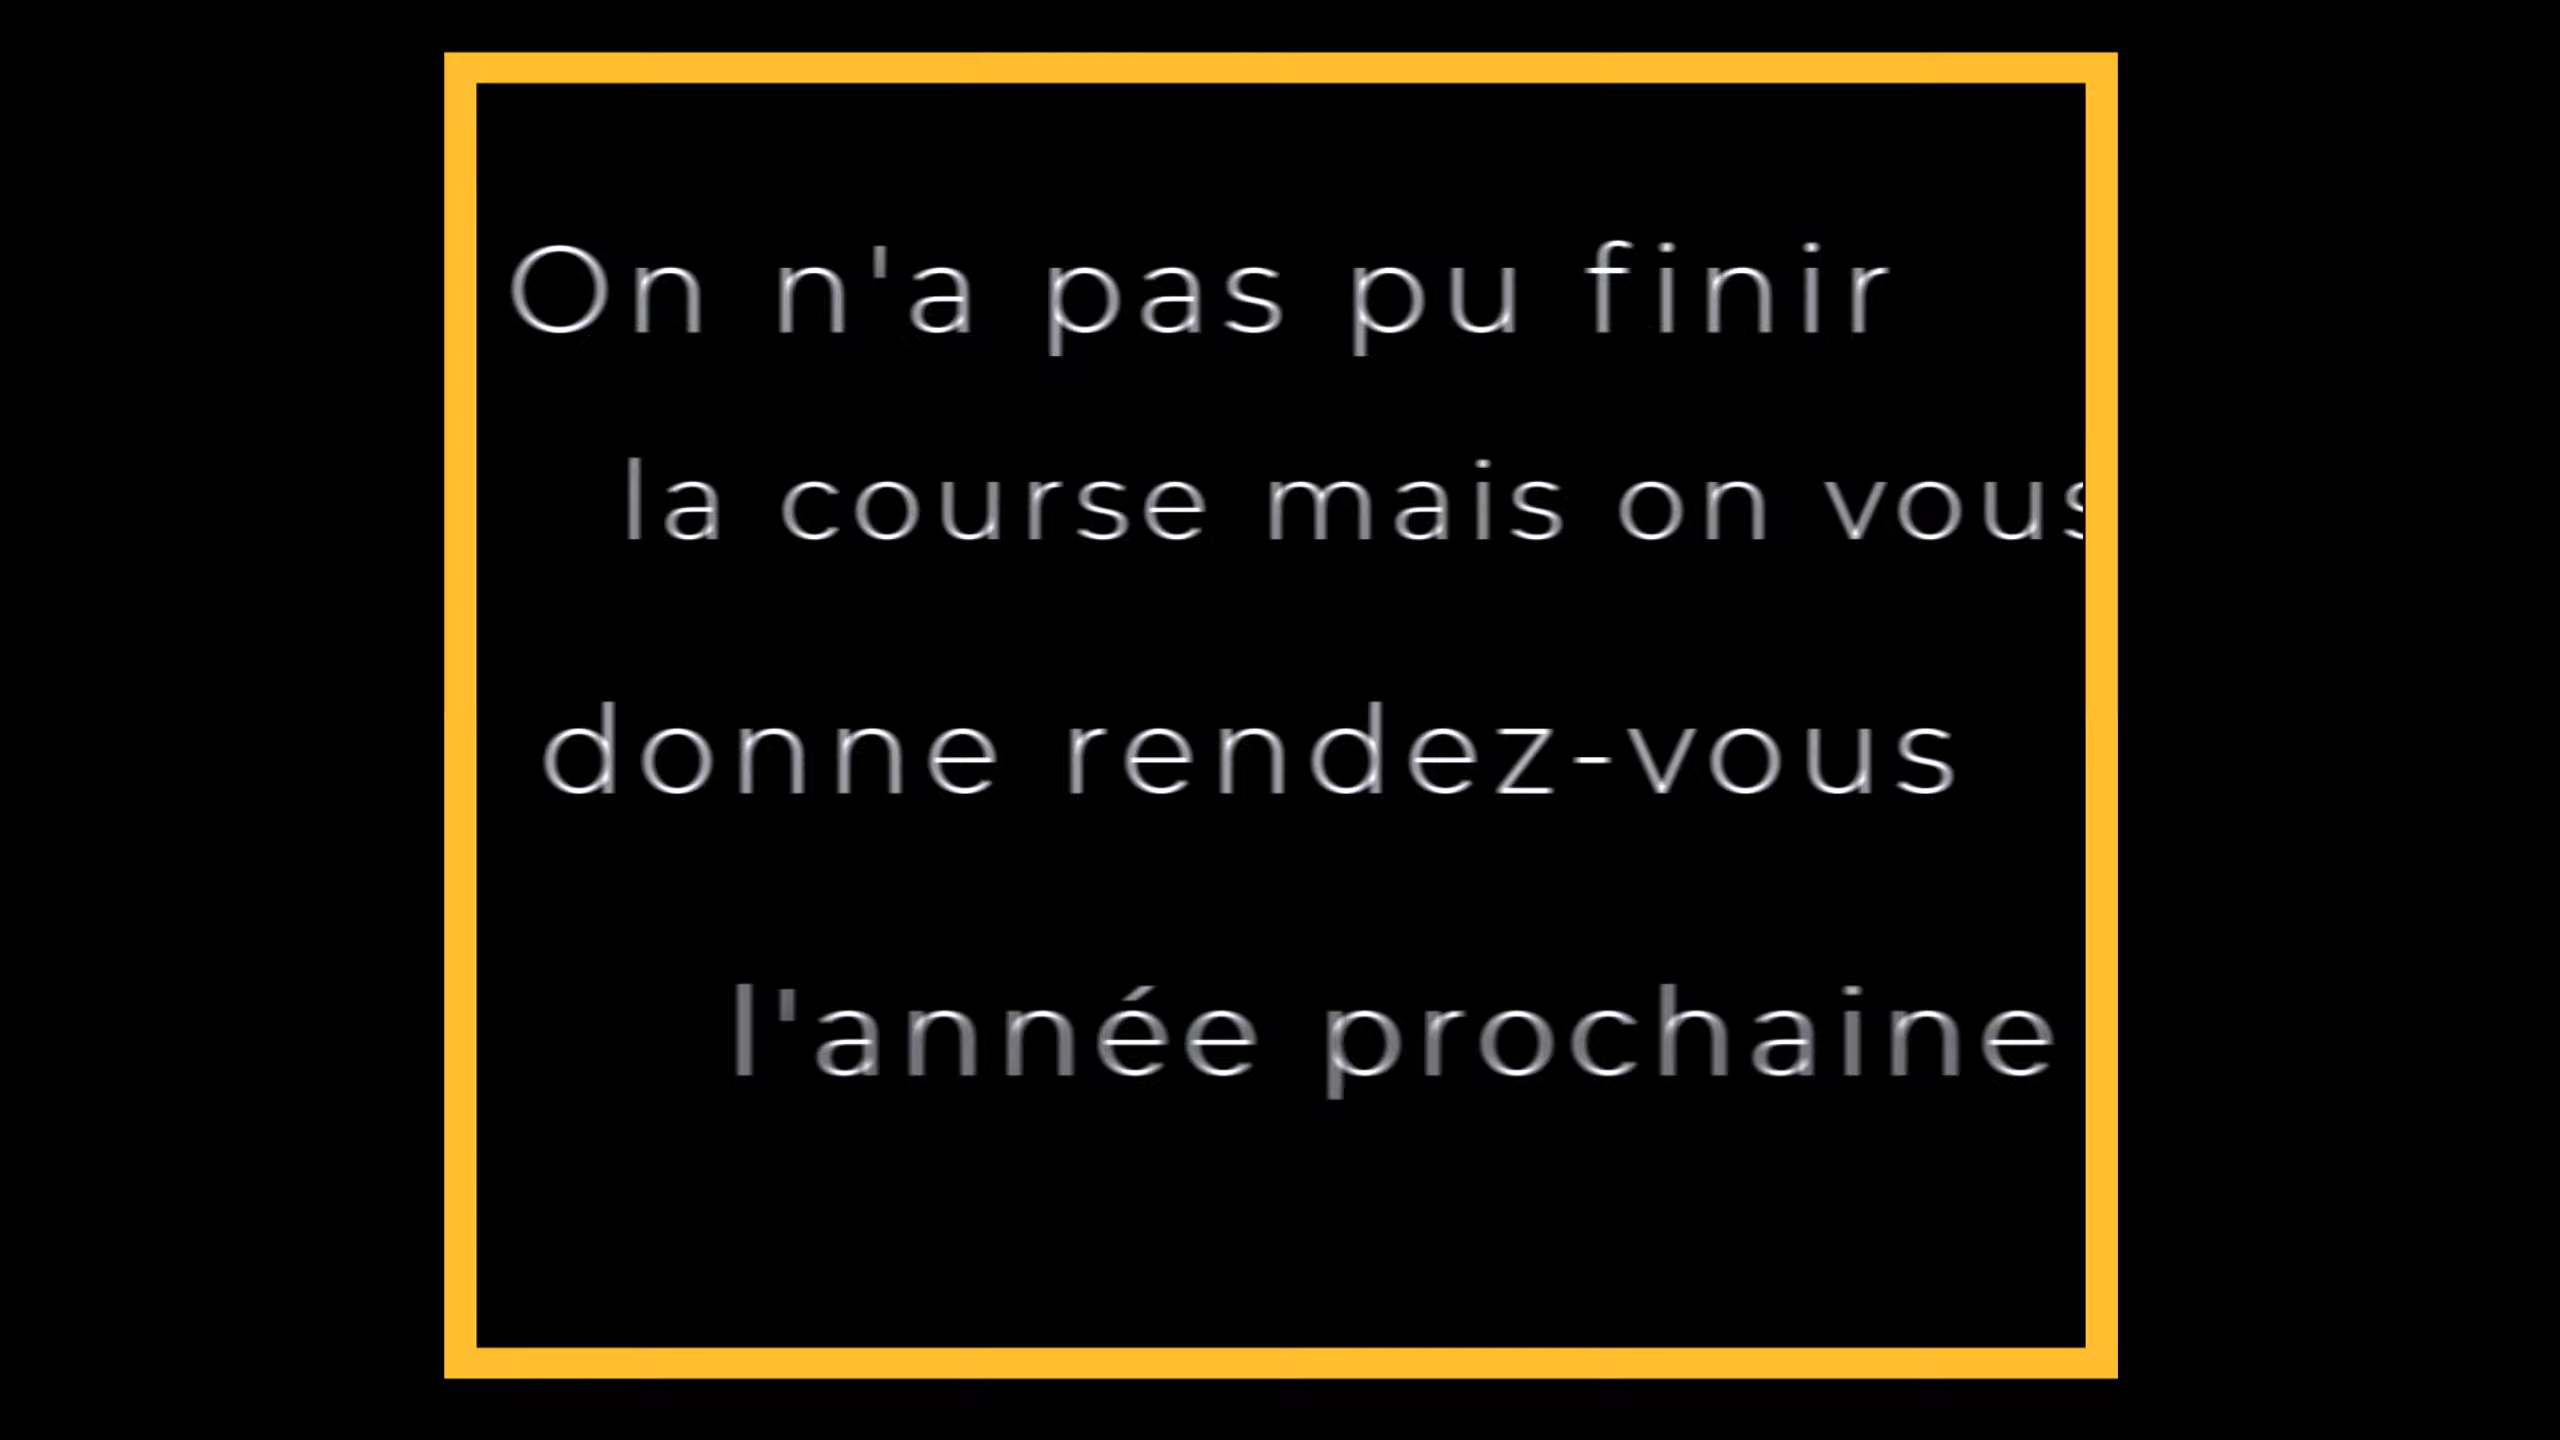 On n'a pas pu finir
la course mais on vous
donne rendez-vous
l'année prochaine